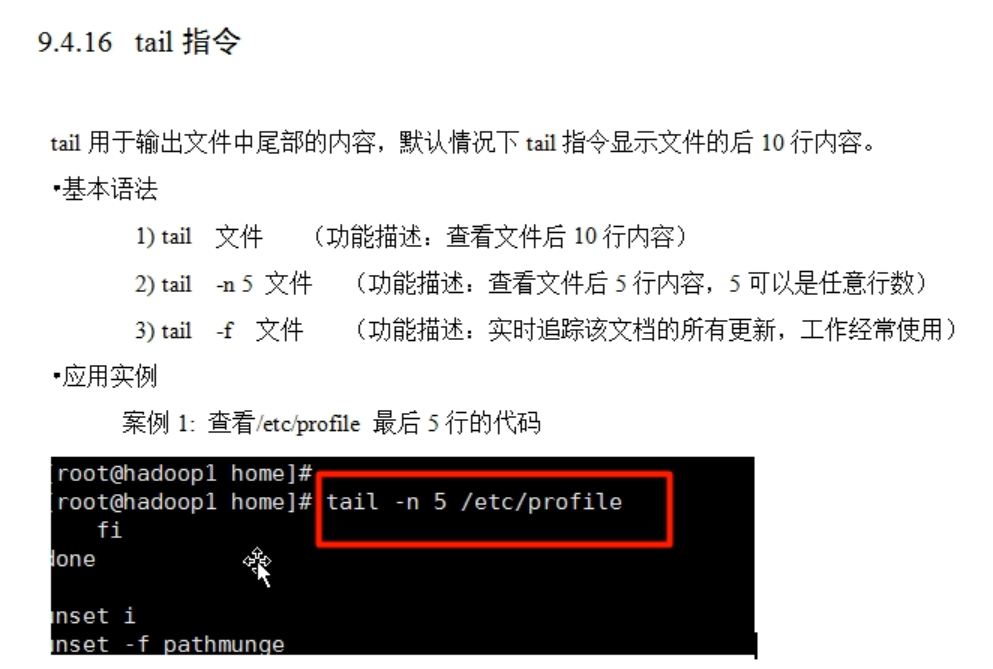 9.4.16 tail 指令
tail 用于输出文件中尾部的内容，默认情况下 tail 指令显示文件的后 10 行内容。
•基本语法
1) tail 文件 （功能描述：查看文件后 10 行内容）
2) tail -n 5 文件 （功能描述：查看文件后 5 行内容，5 可以是任意行数）
3) tail -f 文件 （功能描述：实时追踪该文档的所有更新，工作经常使用）
•应用实例
案例 1: 查看/etc/profile 最后 5 行的代码
[root@hadoop1 home]#
[root@hadoop1 home]# tail -n 5 /etc/profile
fi
done
unset i
unset -f pathmunge